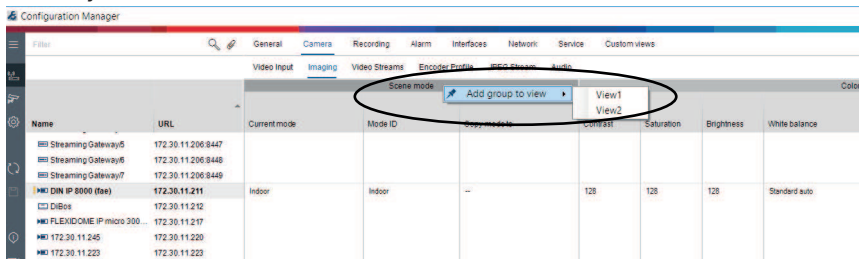 Configuration Manager
Filter General Camera Recording Alarm Interfaces Network Service Custom views
Video Input Imaging Video Streams Encoder Profile JPEG Stream Audio
Scene mode Add group to view View1 Color
View2
Name URL Current mode Mode ID Copy mode to Contrast Saturation Brightness White balance
Streaming Gateway/5 172.30.11.206:8447
Streaming Gateway/6 172.30.11.206:8448
Streaming Gateway/7 172.30.11.206:8449
DIN IP 8000 (fae) 172.30.11.211 Indoor Indoor -- 128 128 128 Standard auto
DiBos 172.30.11.212
FLEXIDOME IP micro 300... 172.30.11.217
172.30.11.245 172.30.11.220
172.30.11.223 172.30.11.223